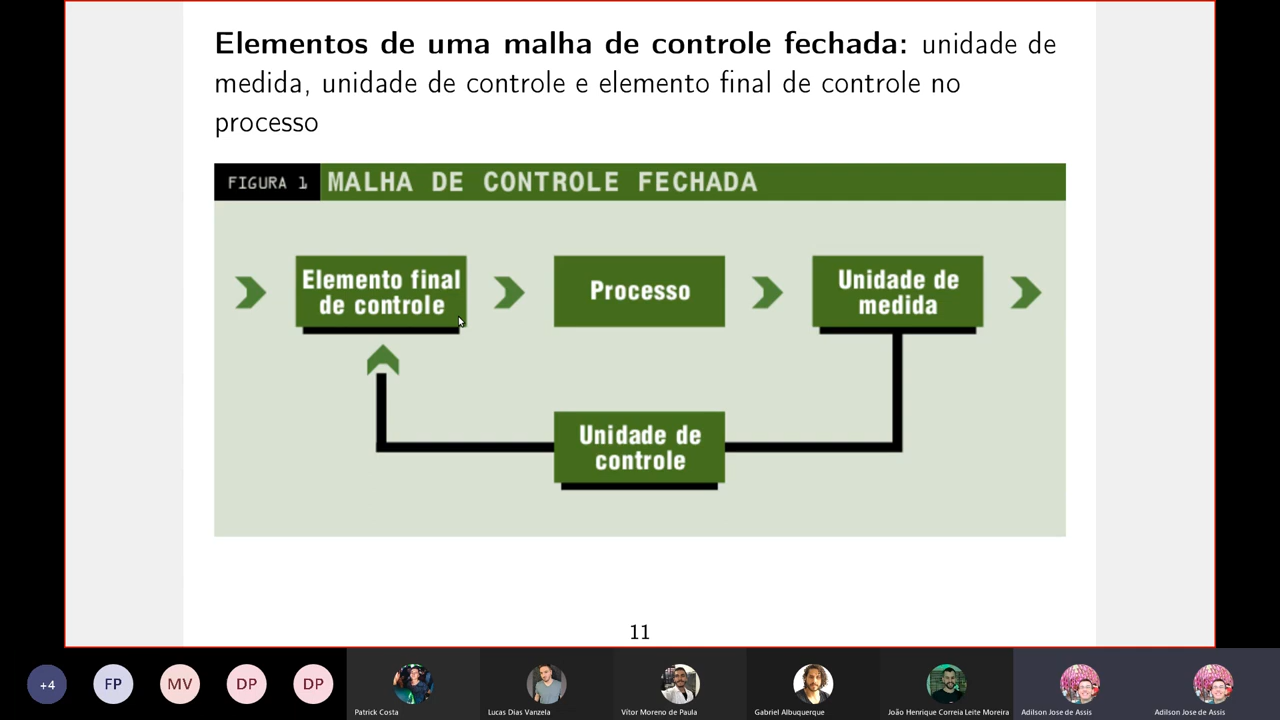 Elementos de uma malha de controle fechada: unidade de
medida, unidade de controle e elemento final de controle no
processo
FIGURA 1 MALHA DE CONTROLE FECHADA
Elemento final
de controle
Processo
Unidade de
medida
Unidade de
controle
11
+4
FP
MV
DP
DP
Patrick Costa
Lucas Dias Vanzela
Vítor Moreno de Paula
Gabriel Albuquerque
João Henrique Correia Leite Moreira
Adilson Jose de Assis
Adilson Jose de Assis